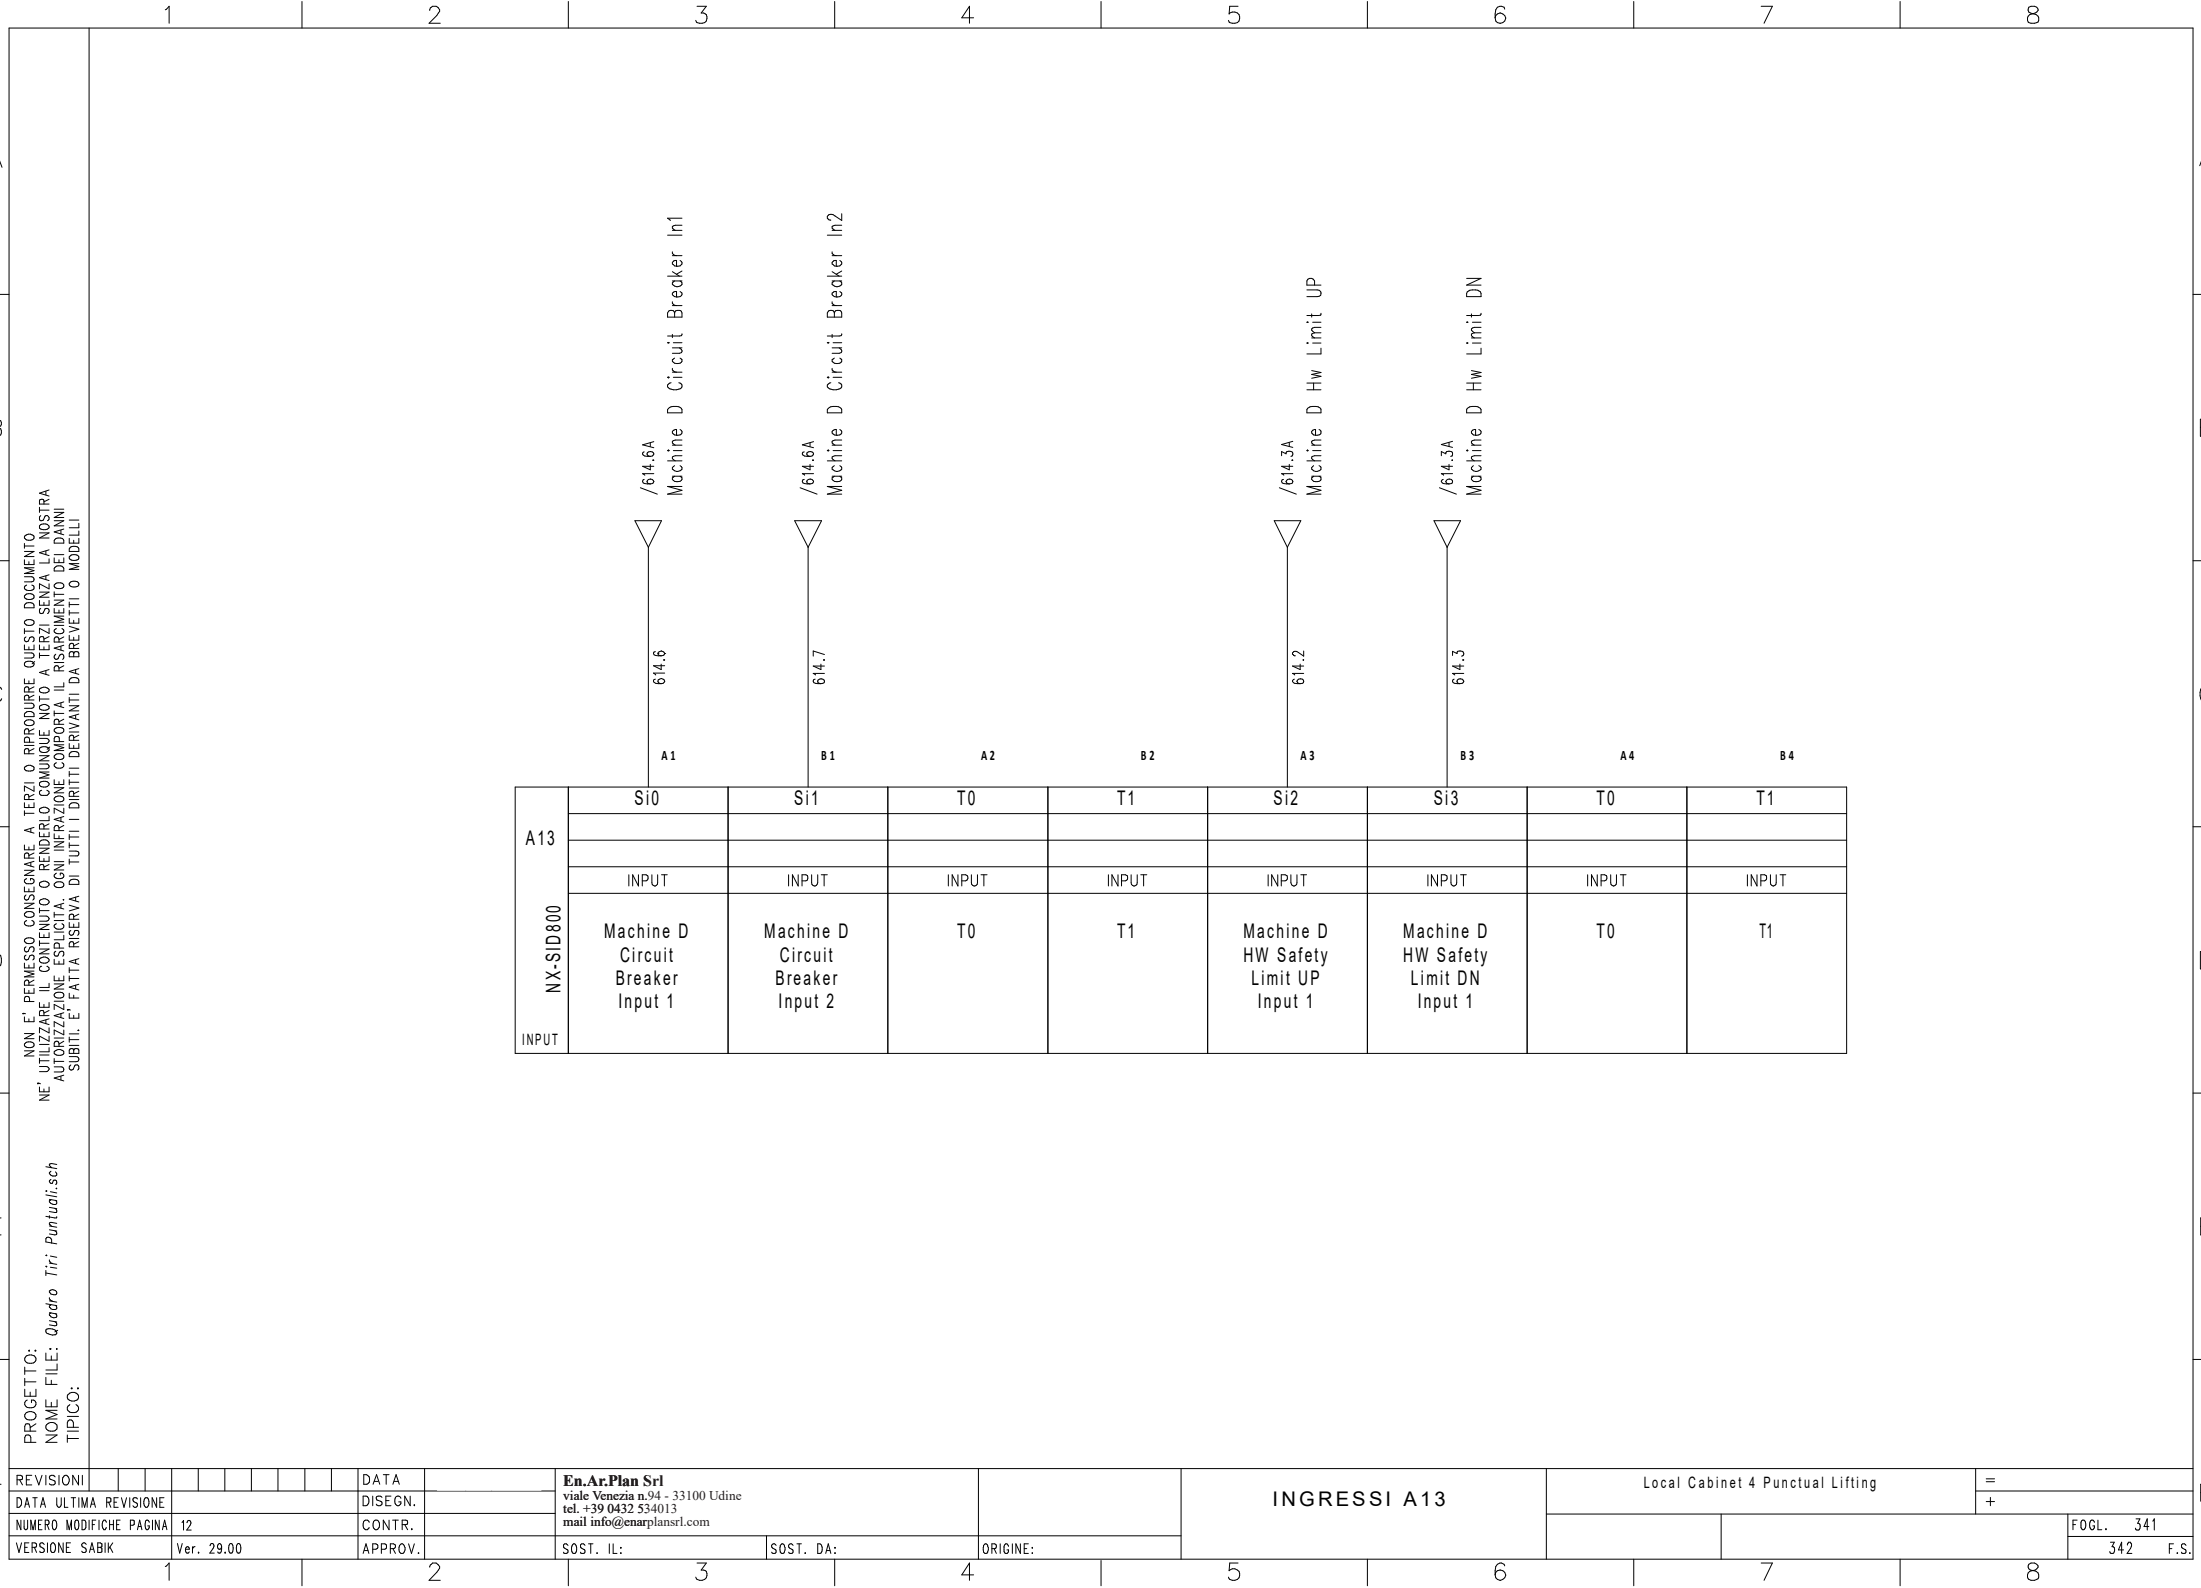 1 2 3 4 5 6 7 8
/614.6A
Machine D Circuit Breaker In1
/614.6A
Machine D Circuit Breaker In2
/614.3A
Machine D Hw Limit UP
/614.3A
Machine D Hw Limit DN
614.6
614.7
614.2
614.3
A1 B1 A2 B2 A3 B3 A4 B4
Si0 Si1 T0 T1 Si2 Si3 T0 T1
A13
NX-SID800
INPUT
INPUT INPUT INPUT INPUT INPUT INPUT INPUT INPUT
Machine D
Circuit
Breaker
Input 1
Machine D
Circuit
Breaker
Input 2
T0
T1
Machine D
HW Safety
Limit UP
Input 1
Machine D
HW Safety
Limit DN
Input 1
T0
T1
NON E' PERMESSO CONSEGNARE A TERZI O RIPRODURRE QUESTO DOCUMENTO
NE' UTILIZZARE IL CONTENUTO O RENDERLO COMUNQUE NOTO A TERZI SENZA LA NOSTRA
AUTORIZZAZIONE ESPLICITA. OGNI INFRAZIONE COMPORTA IL RISARCIMENTO DEI DANNI
SUBITI. E' FATTA RISERVA DI TUTTI I DIRITTI DERIVANTI DA BREVETTI O MODELLI
PROGETTO:
NOME FILE: Quadro Tiri Puntuali.sch
TIPICO:
REVISIONI
DATA ULTIMA REVISIONE
NUMERO MODIFICHE PAGINA 12
VERSIONE SABIK Ver. 29.00
DATA
DISEGN.
CONTR.
APPROV.
En.Ar.Plan Srl
viale Venezia n.94 - 33100 Udine
tel. +39 0432 534013
mail info@enarplansrl.com
SOST. IL: SOST. DA: ORIGINE:
INGRESSI A13
Local Cabinet 4 Punctual Lifting
=
+
FOGL. 341
342 F.S.
1 2 3 4 5 6 7 8